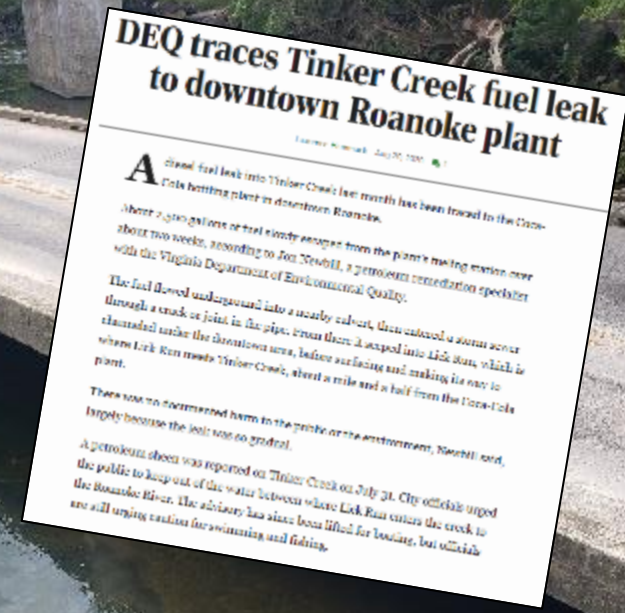 DEQ traces Tinker Creek fuel leak
to downtown Roanoke plant
A diesel fuel leak into Tinker Creek last month has been traced to the Coca-
Cola bottling plant in downtown Roanoke.
About gallons of fuel slowly escaped from the plant's fueling station over
about two weeks, according to Jon Newbill, a petroleum remediation specialist
with the Virginia Department of Environmental Quality.
The fuel flowed underground into a nearby culvert, then entered a storm sewer
through a crack or joint in the pipe. From there it seeped into Lick Run, which is
channeled under the downtown area, before surfacing and making its way to
where Lick Run meets Tinker Creek, about a mile and a half from the Coca-Cola
plant.
There was no documented harm to the public or the environment, Newbill said,
largely because the leak was so gradual.
A petroleum sheen was reported on Tinker Creek on July 31. City officials urged
the public to keep out of the water between where Lick Run enters the creek to
the Roanoke River. The advisory has since been lifted for boating, but officials
are still urging caution for swimming and fishing.